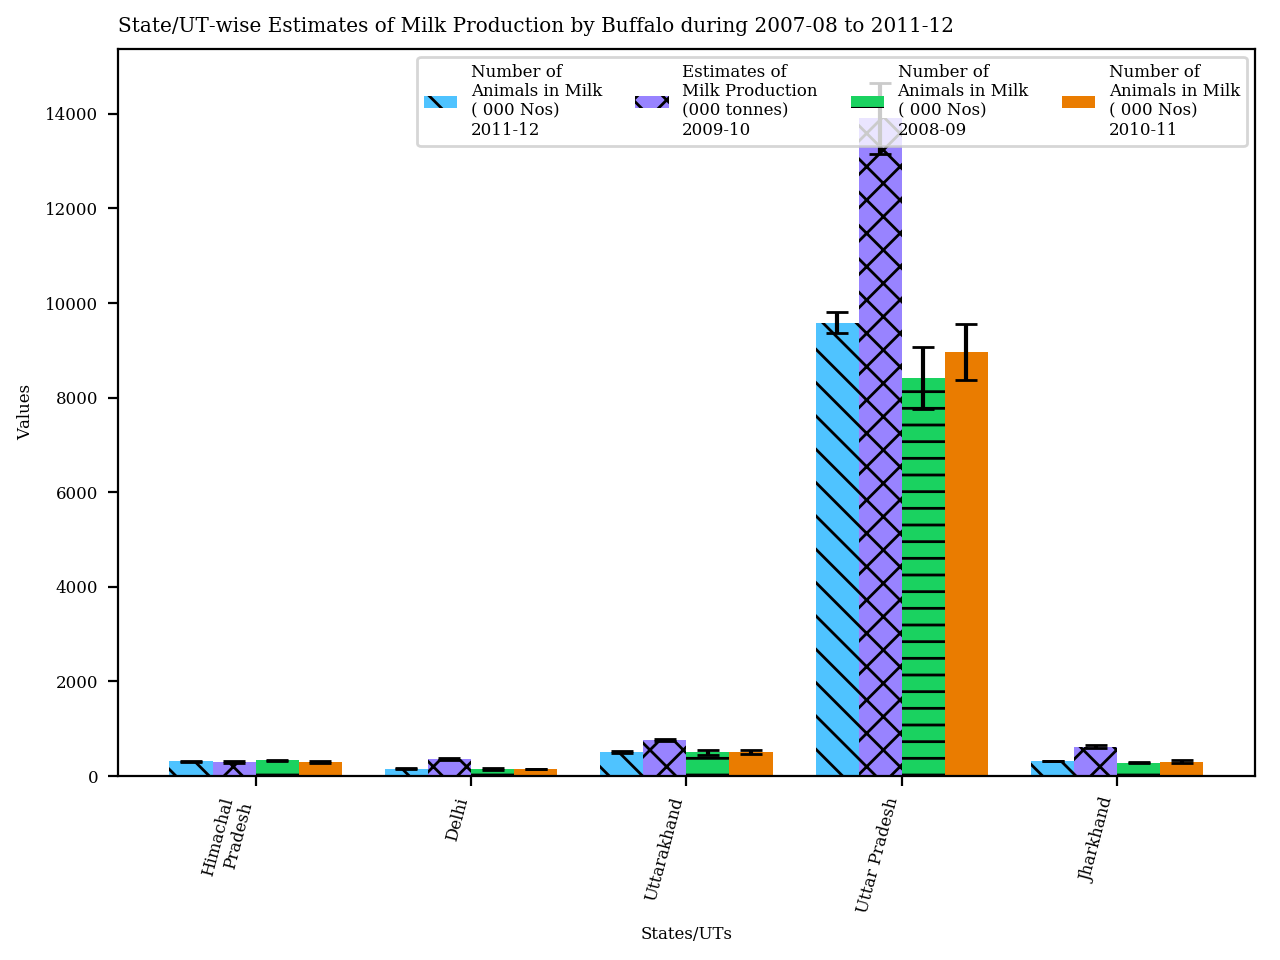 State/UT-wise Estimates of Milk Production by Buffalo during 2007-08 to 2011-12
Number of
Animals in Milk
( 000 Nos)
2011-12
Estimates of
Milk Production
(000 tonnes)
2009-10
Number of
Animals in Milk
( 000 Nos)
2008-09
Number of
Animals in Milk
( 000 Nos)
2010-11
14000
12000
10000
8000
6000
4000
2000
0
Values
Himachal
Pradesh
Delhi
Uttarakhand
Uttar Pradesh
Jharkhand
States/UTs